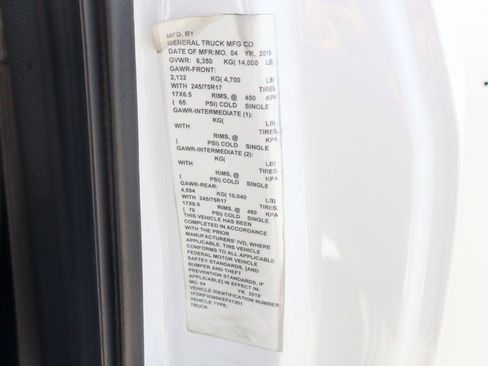 MFD. BY
GENERAL TRUCK MFG CO
DATE OF MFR:MO. 04 YR. 2019
GVWR: 6,350 KG( 14,000 LB)
GAWR-FRONT:
2,132 KG( 4,700 LB)
WITH 245/75R17 TIRES
17X6.5 RIMS, @ 450 KPA
( 65 PSI) COLD SINGLE
GAWR-INTERMEDIATE (1):
KG( LB)
WITH TIRES
RIMS, @ KPA
( PSI) COLD SINGLE
GAWR-INTERMEDIATE (2):
KG( LB)
WITH TIRES
RIMS, @ KPA
( PSI) COLD SINGLE
GAWR-REAR:
4,554 KG( 10,040 LB)
WITH 245/75R17 TIRES
17X6.5 RIMS, @ 480 KPA
( 70 PSI) COLD SINGLE
THIS VEHICLE HAS BEEN
COMPLETED IN ACCORDANCE
WITH THE PRIOR
MANUFACTURERS' IVD, WHERE
APPLICABLE, THIS VEHICLE
CONFORMS TO ALL APPLICABLE
FEDERAL MOTOR VEHICLE
SAFTEY STANDARDS, [AND
BUMPER AND THEFT
PREVENTION STANDARDS, IF
APPLICABLE] IN EFFECT IN:
MO. 04 YR. 2019
VEHICLE IDENTIFICATION NUMBER:
VEHICLE TYPE:
TRUCK